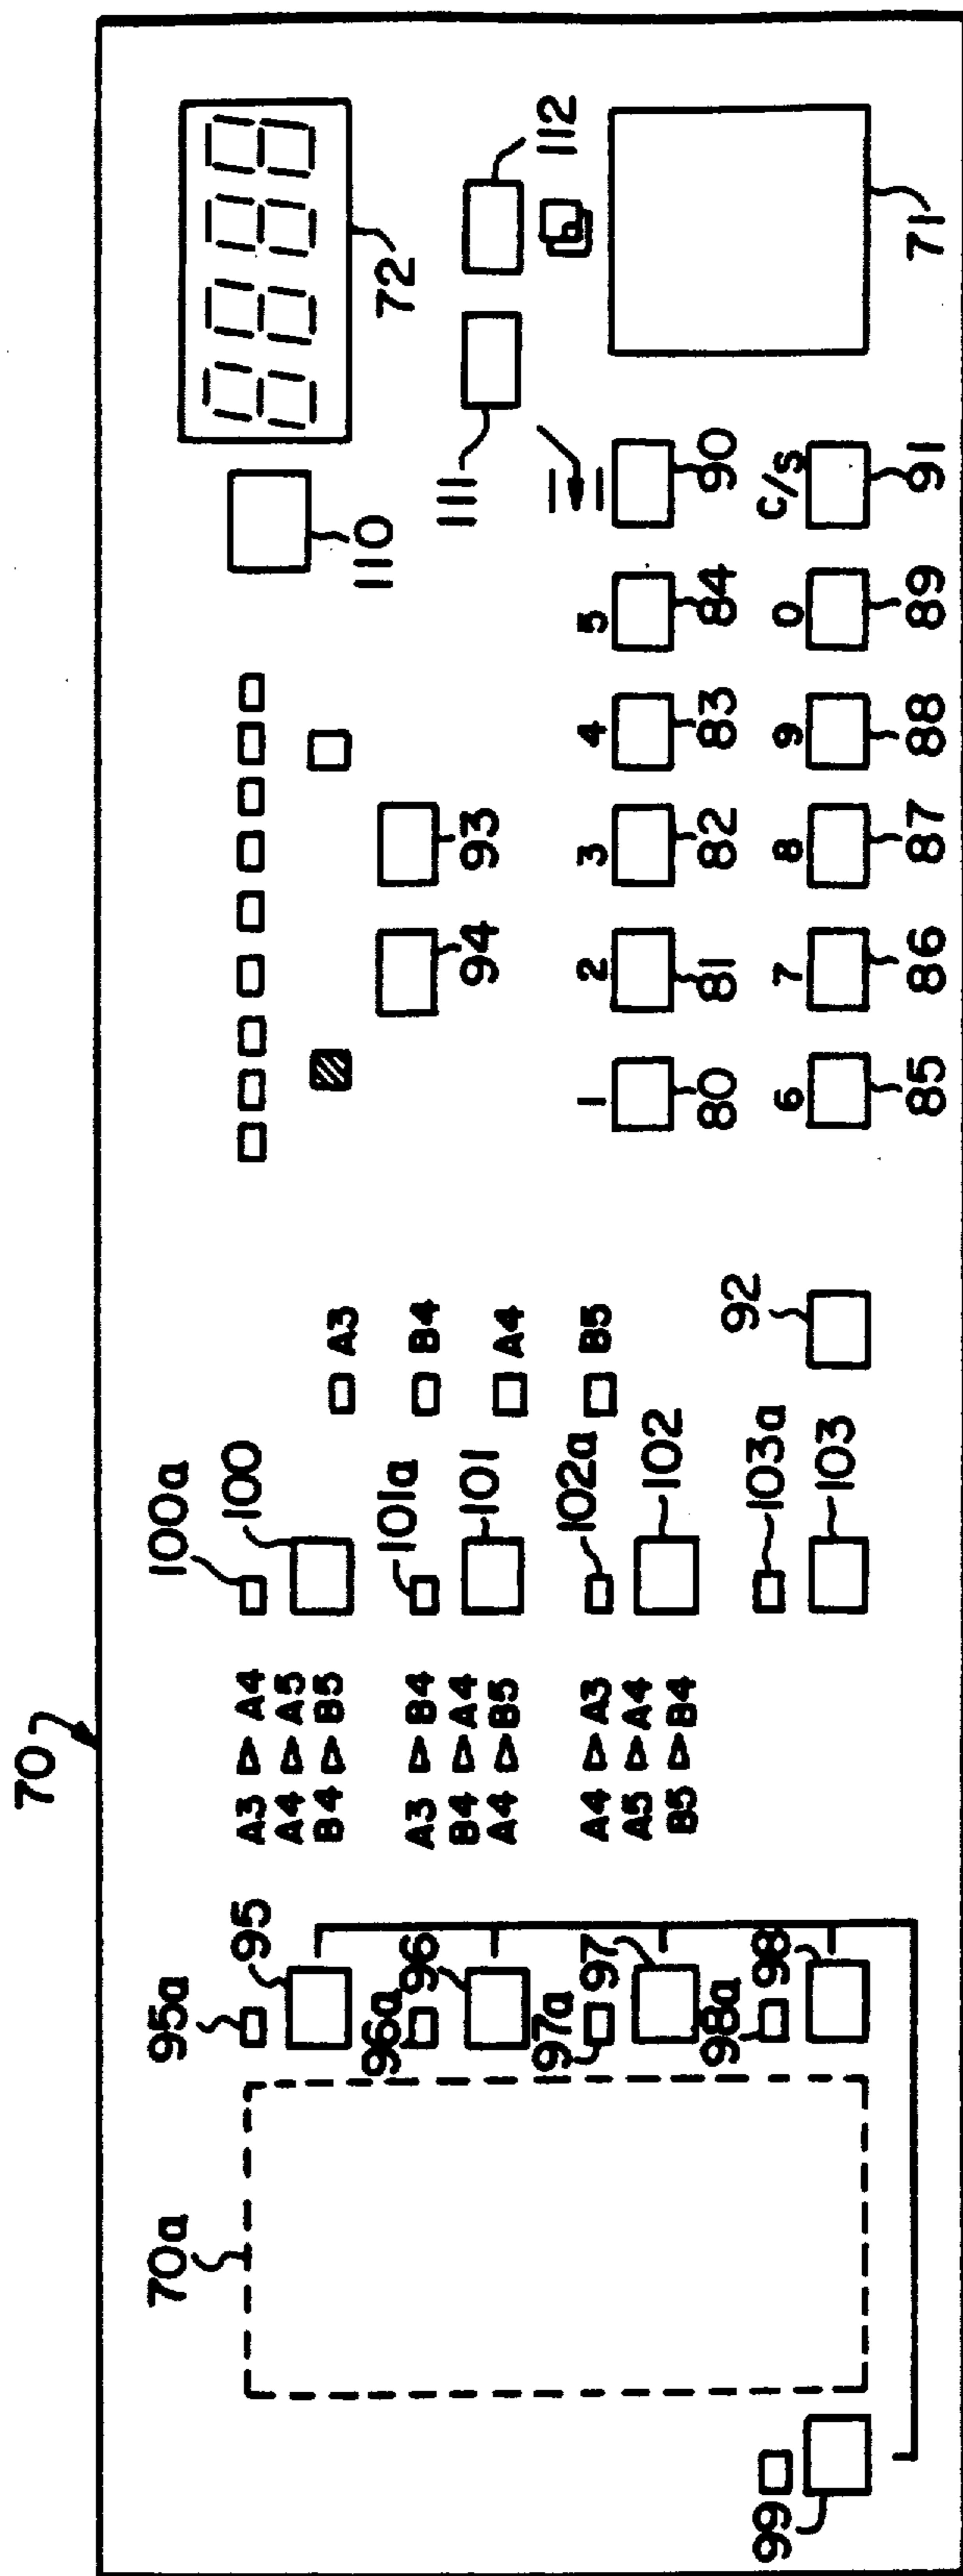 70
70a
95a
95
96a
96
97a
97
98a
98
99
A3 ▷ A4
A4 ▷ A5
B4 ▷ B5
A3 ▷ B4
B4 ▷ A4
A4 ▷ B5
A4 ▷ A3
A5 ▷ A4
B5 ▷ B4
100a
100
101a
101
102a
102
103a
103
A3
B4
A4
B5
92
94
93
110
72
111
112
1
2
3
4
5
80
81
82
83
84
90
6
7
8
9
0
C/S
85
86
87
88
89
91
71